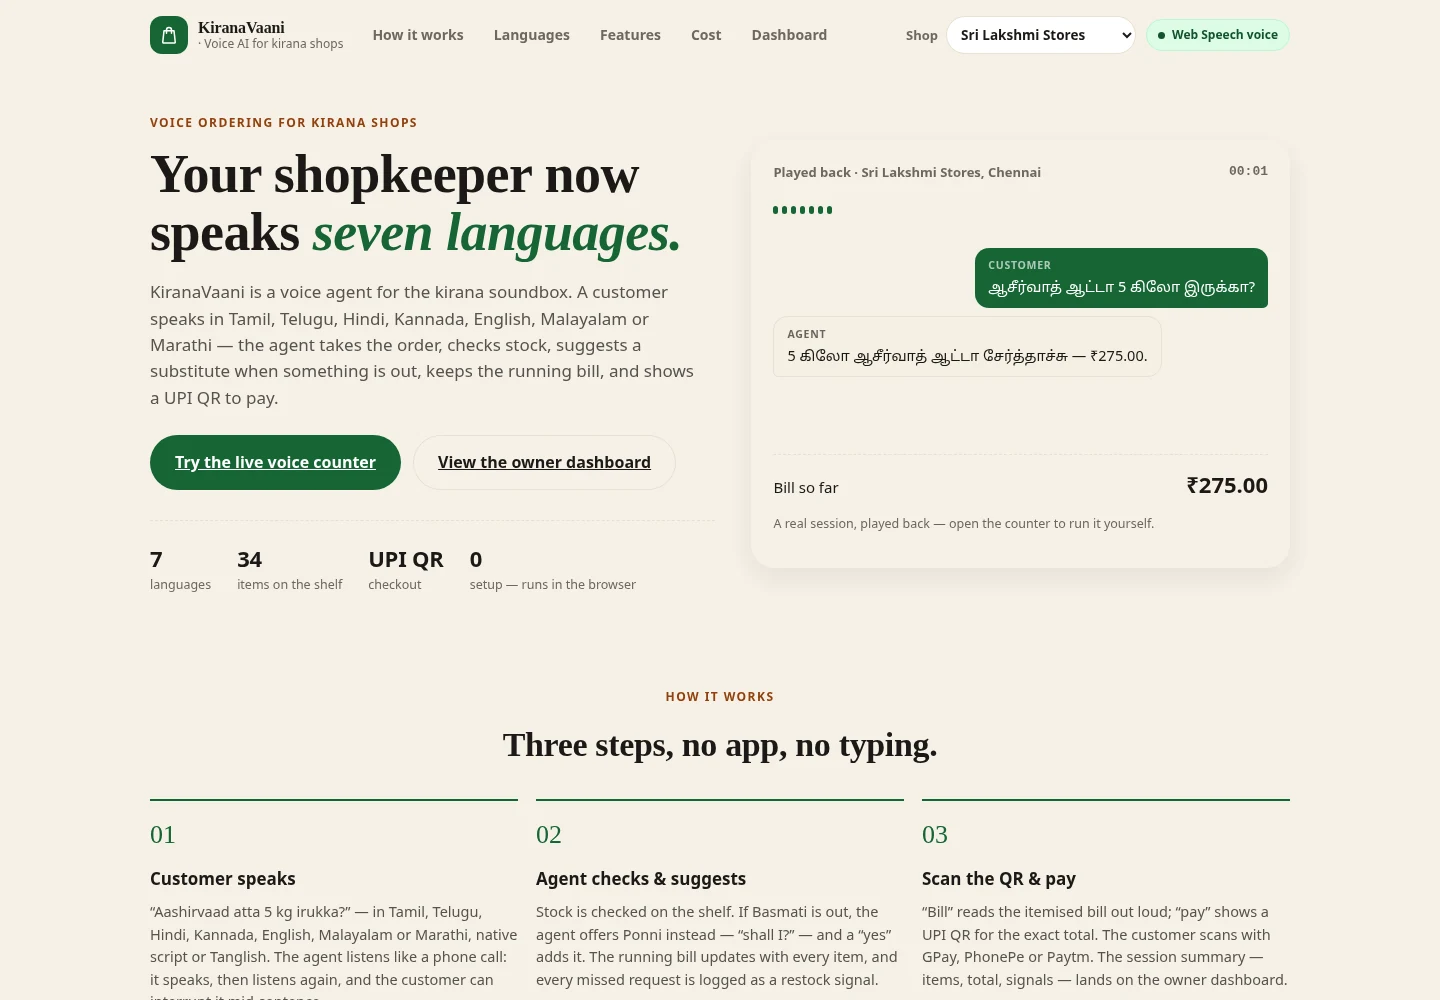 KiranaVaani
· Voice AI for kirana shops
How it works
Languages
Features
Cost
Dashboard
Shop
Sri Lakshmi Stores
Web Speech voice
VOICE ORDERING FOR KIRANA SHOPS
Your shopkeeper now
speaks seven languages.
KiranaVaani is a voice agent for the kirana soundbox. A customer
speaks in Tamil, Telugu, Hindi, Kannada, English, Malayalam or
Marathi — the agent takes the order, checks stock, suggests a
substitute when something is out, keeps the running bill, and shows
a UPI QR to pay.
Try the live voice counter
View the owner dashboard
7
languages
34
items on the shelf
UPI QR
checkout
0
setup — runs in the browser
Played back · Sri Lakshmi Stores, Chennai
00:01
CUSTOMER
ஆசீர்வாத் ஆட்டா 5 கிலோ இருக்கா?
AGENT
5 கிலோ ஆசீர்வாத் ஆட்டா சேர்த்தாச்சு — ₹275.00.
Bill so far
₹275.00
A real session, played back — open the counter to run it yourself.
HOW IT WORKS
Three steps, no app, no typing.
01
Customer speaks
“Aashirvaad atta 5 kg irukka?” — in Tamil, Telugu,
Hindi, Kannada, English, Malayalam or Marathi, native
script or Tanglish. The agent listens like a phone call:
it speaks, then listens again, and the customer can
interrupt it mid-sentence.
02
Agent checks & suggests
Stock is checked on the shelf. If Basmati is out, the
agent offers Ponni instead — “shall I?” — and a “yes”
adds it. The running bill updates with every item, and
every missed request is logged as a restock signal.
03
Scan the QR & pay
“Bill” reads the itemised bill out loud; “pay” shows a
UPI QR for the exact total. The customer scans with
GPay, PhonePe or Paytm. The session summary —
items, total, signals — lands on the owner dashboard.